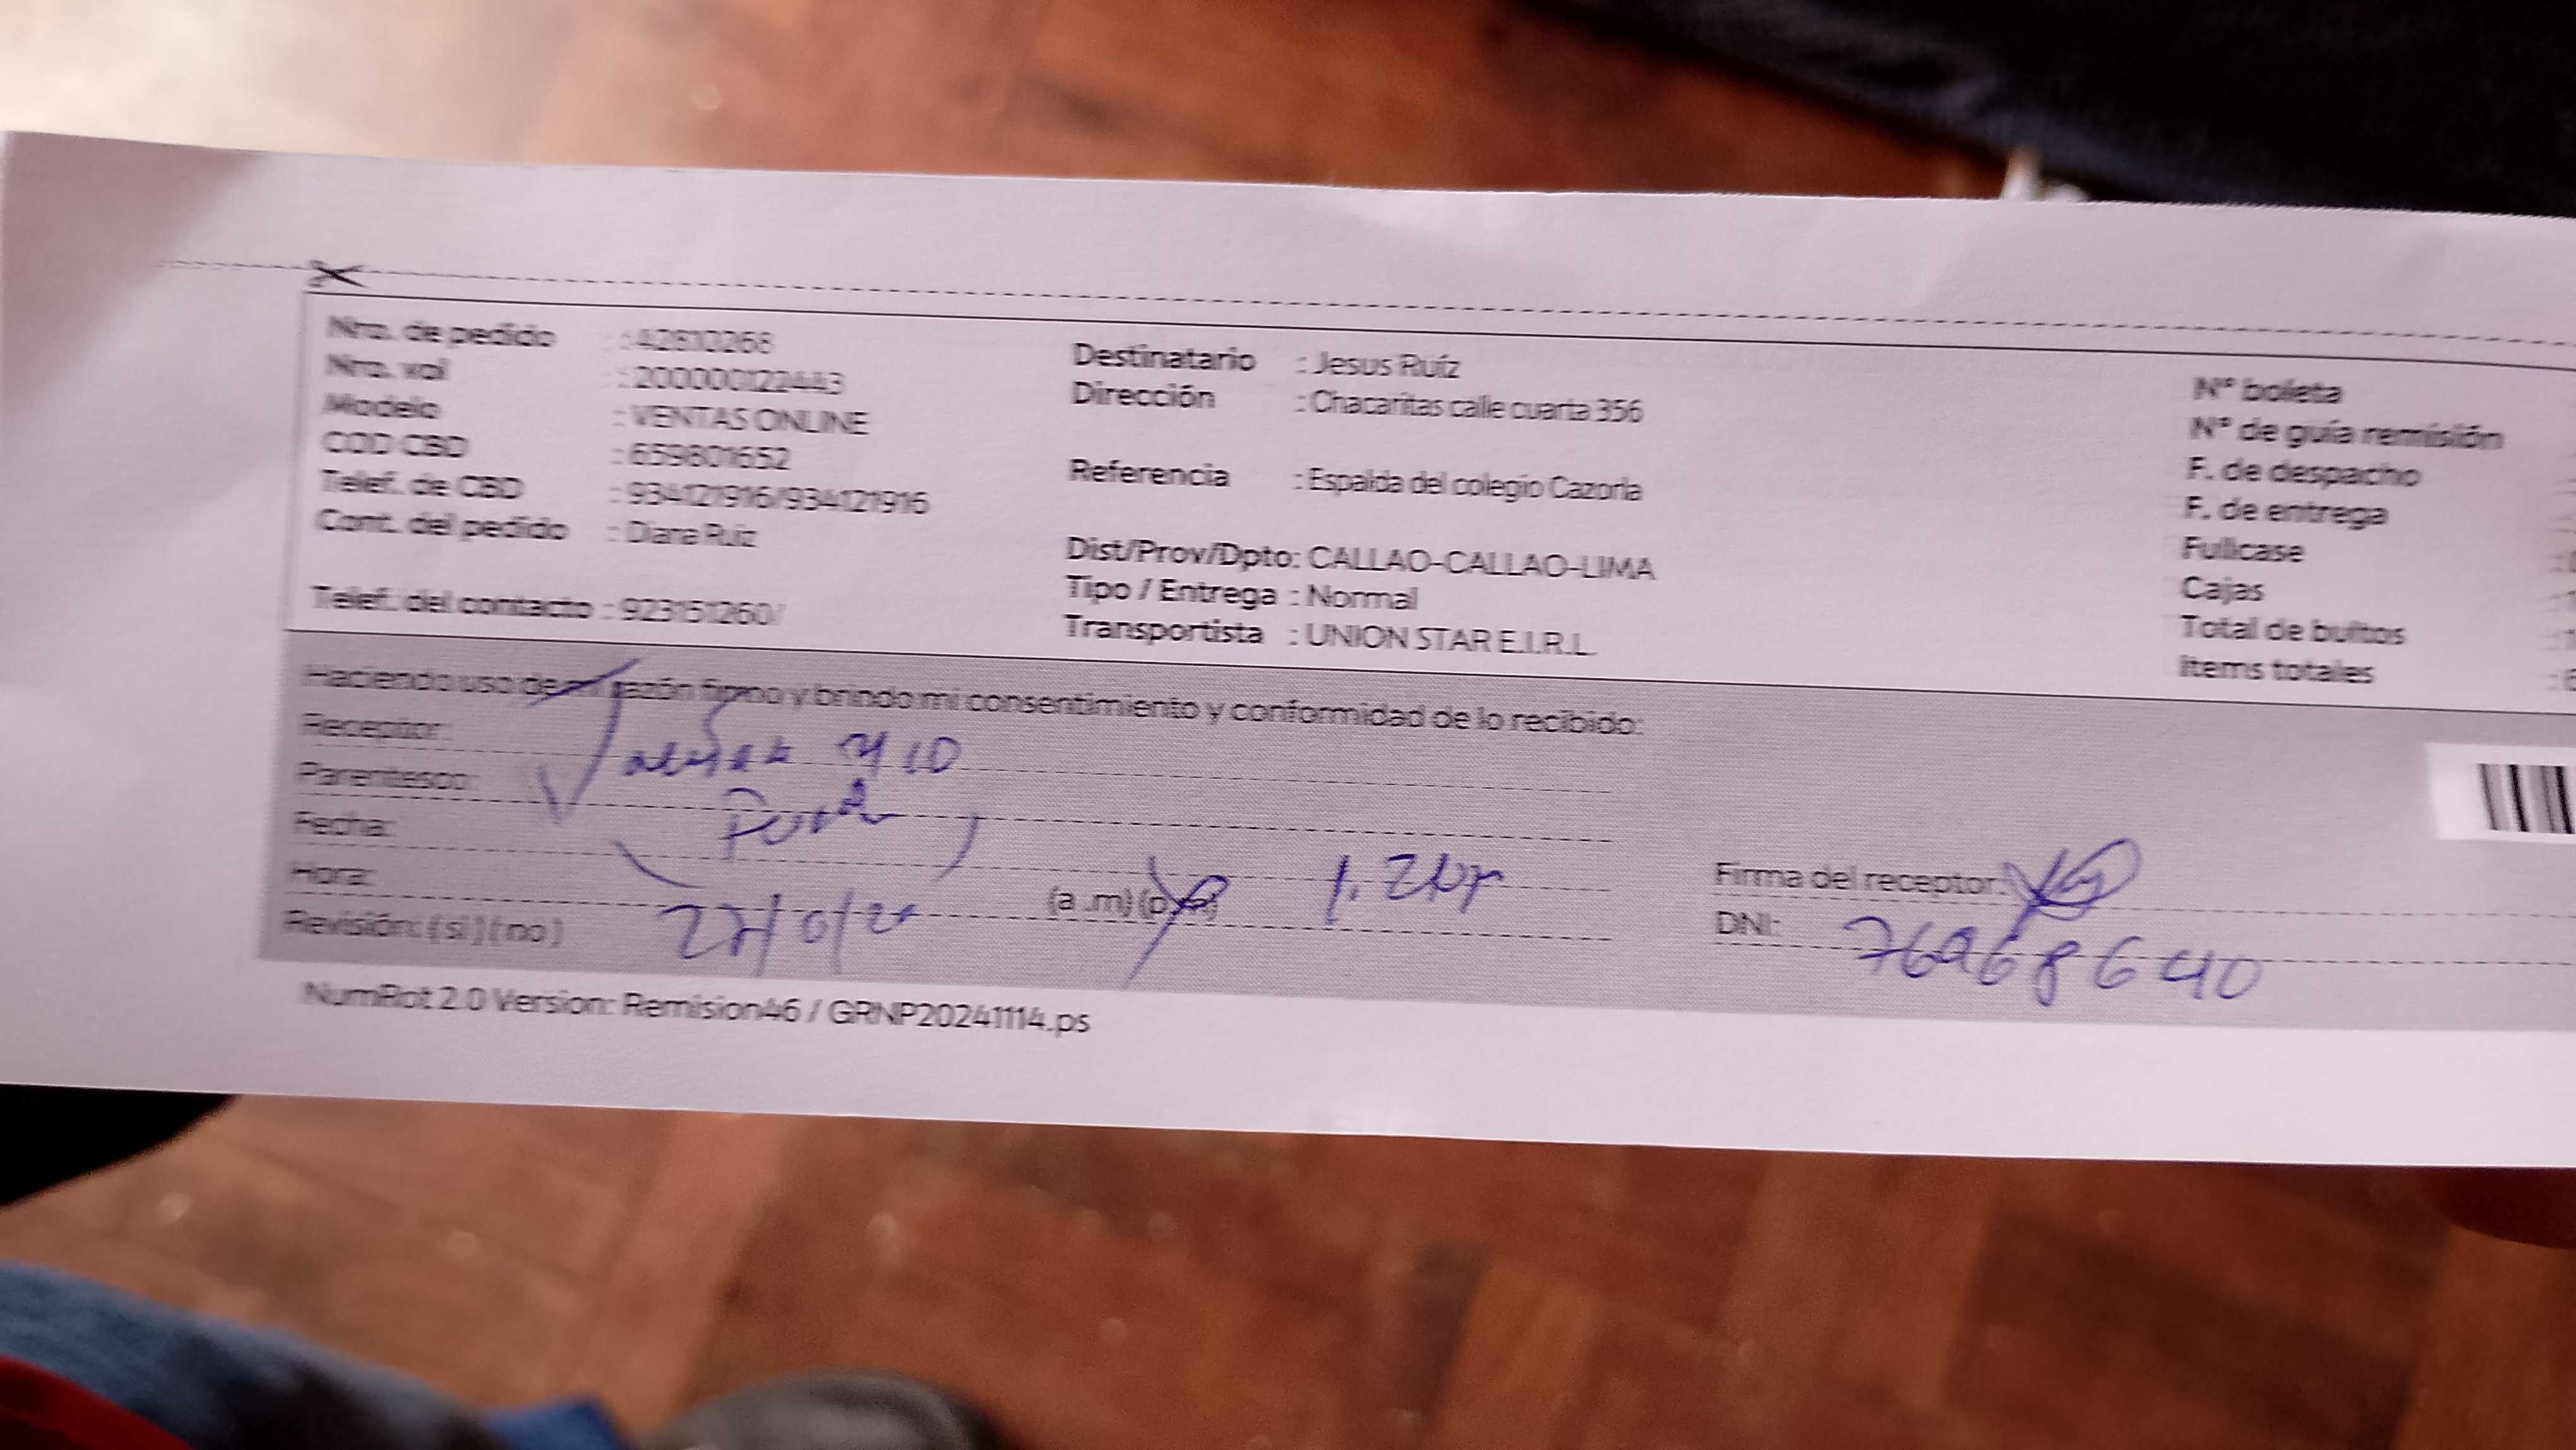 Nro. de pedido : 42810268
Nro. val : 200000122443
Modelo : VENTAS ONLINE
COD CBD : 659801652
Telef. de CBD : 934121916/934121916
Cont. del pedido : Diana Ruiz
Telef. del contacto : 923151260/
Destinatario : Jesus Ruíz
Dirección : Chacaritas calle cuarta 356
Referencia : Espalda del colegio Cazorla
Dist/Prov/Dpto: CALLAO-CALLAO-LIMA
Tipo / Entrega : Normal
Transportista : UNION STAR E.I.R.L.
N° boleta
N° de guía remisión
F. de despacho
F. de entrega
Fullcase
Cajas
Total de bultos
Items totales
Haciendo uso de mi razón firmo y brindo mi consentimiento y conformidad de lo recibido:
Receptor:
Parentesco:
Fecha:
Hora: (a .m) (p.m)
Revisión: ( si ) ( no )
Firma del receptor:
DNI: 76968640
NumRot 2.0 Version: Remision46 / GRNP20241114.ps